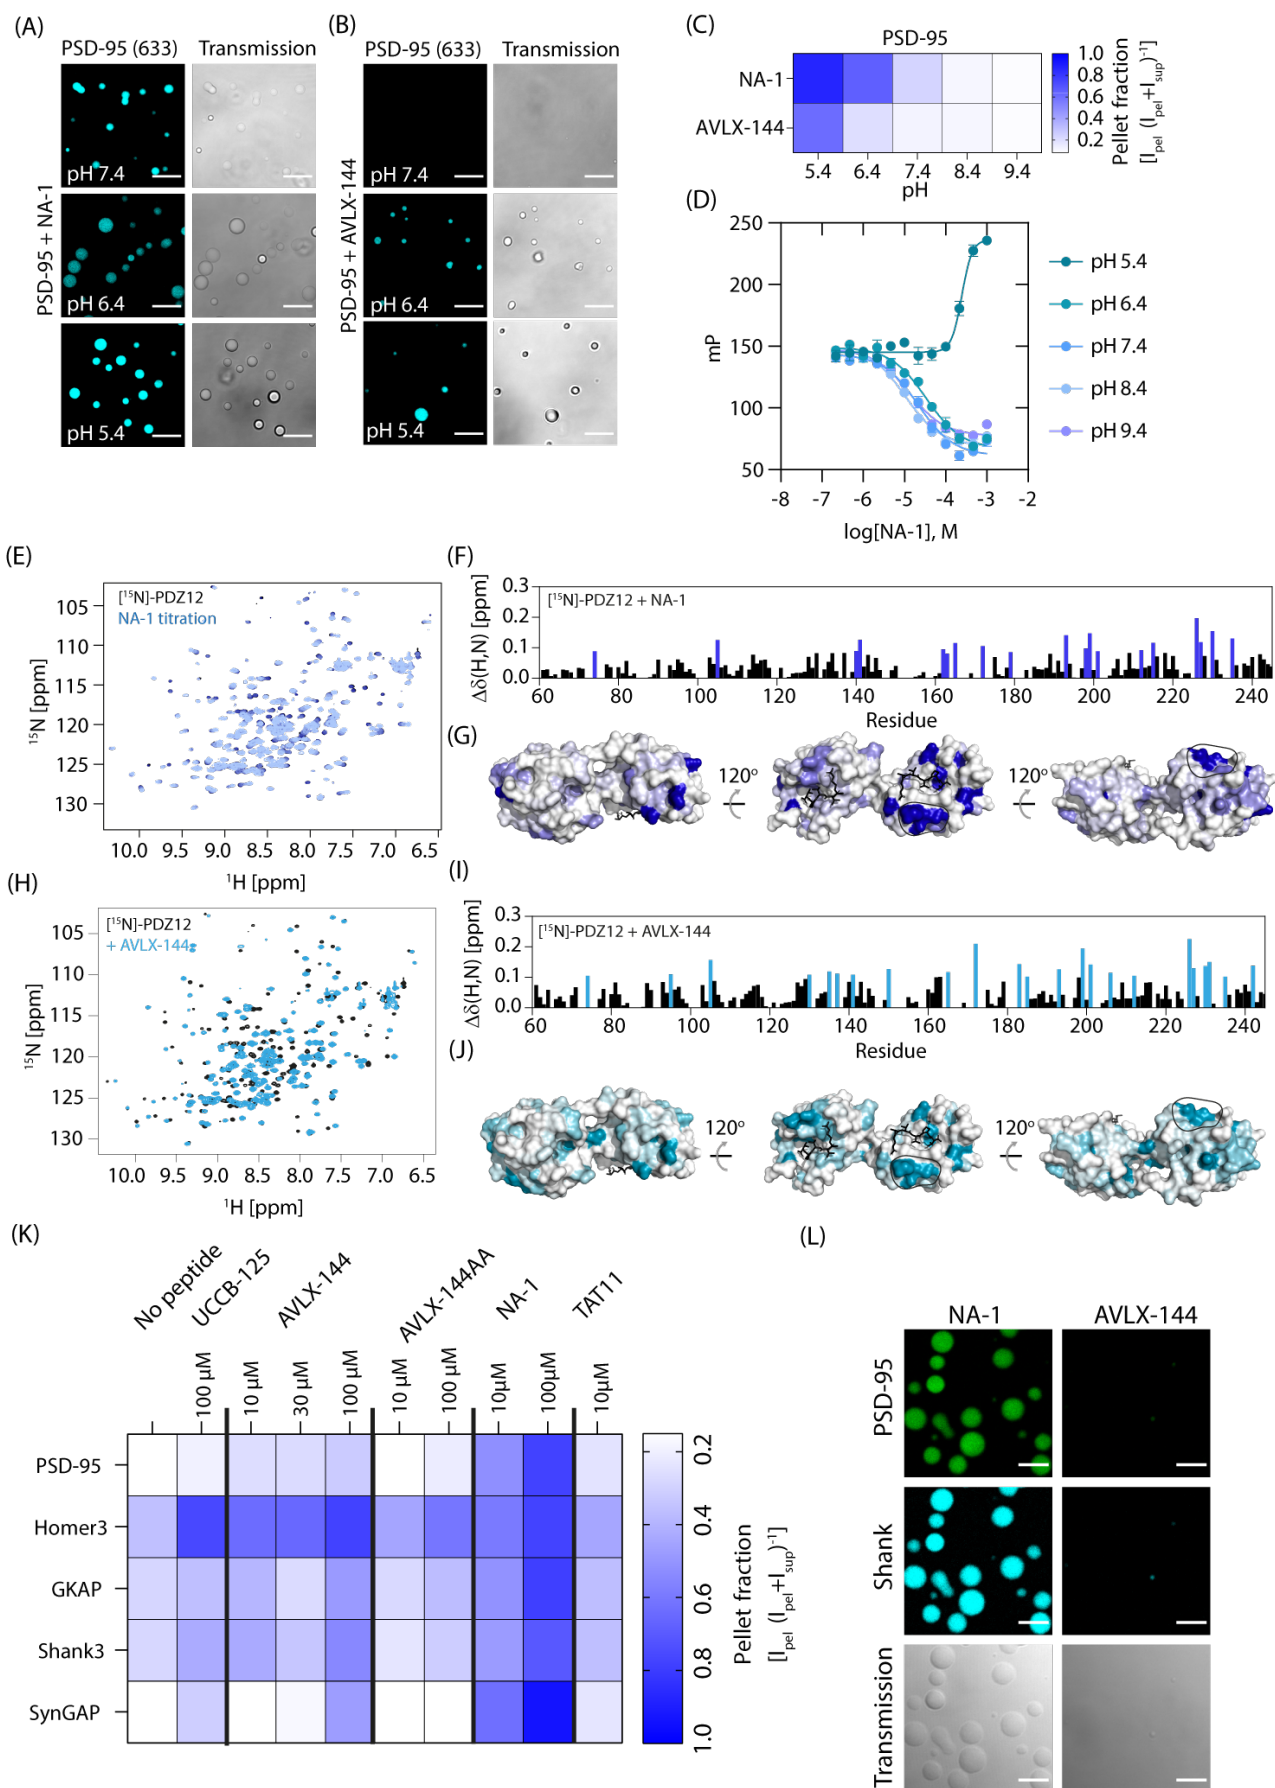 (A)
PSD-95 (633) Transmission
PSD-95 + NA-1
pH 7.4
pH 6.4
pH 5.4
(B)
PSD-95 (633) Transmission
PSD-95 + AVLX-144
pH 7.4
pH 6.4
pH 5.4
(C)
PSD-95
NA-1
AVLX-144
5.4 6.4 7.4 8.4 9.4
pH
1.0
0.8
0.6
0.4
0.2
Pellet fraction
[I_pel (I_pel+I_sup)^-1]
(D)
250
200
150
100
50
mP
-8 -7 -6 -5 -4 -3 -2
log[NA-1], M
pH 5.4
pH 6.4
pH 7.4
pH 8.4
pH 9.4
(E)
[¹⁵N]-PDZ12
NA-1 titration
105
110
115
120
125
130
¹⁵N [ppm]
10.0 9.5 9.0 8.5 8.0 7.5 7.0 6.5
¹H [ppm]
(F)
[¹⁵N]-PDZ12 + NA-1
0.3
0.2
0.1
0.0
Δδ(H,N) [ppm]
60 80 100 120 140 160 180 200 220 240
Residue
(G)
120°
120°
(H)
[¹⁵N]-PDZ12
+ AVLX-144
105
110
115
120
125
130
¹⁵N [ppm]
10.0 9.5 9.0 8.5 8.0 7.5 7.0 6.5
¹H [ppm]
(I)
[¹⁵N]-PDZ12 + AVLX-144
0.3
0.2
0.1
0.0
Δδ(H,N) [ppm]
60 80 100 120 140 160 180 200 220 240
Residue
(J)
120°
120°
(K)
No peptide
UCCB-125
AVLX-144
AVLX-144AA
NA-1
TAT11
100 µM
10 µM
30 µM
100 µM
10 µM
100 µM
10µM
100µM
10µM
PSD-95
Homer3
GKAP
Shank3
SynGAP
0.2
0.4
0.6
0.8
1.0
Pellet fraction
[I_pel (I_pel+I_sup)^-1]
(L)
NA-1 AVLX-144
PSD-95
Shank
Transmission